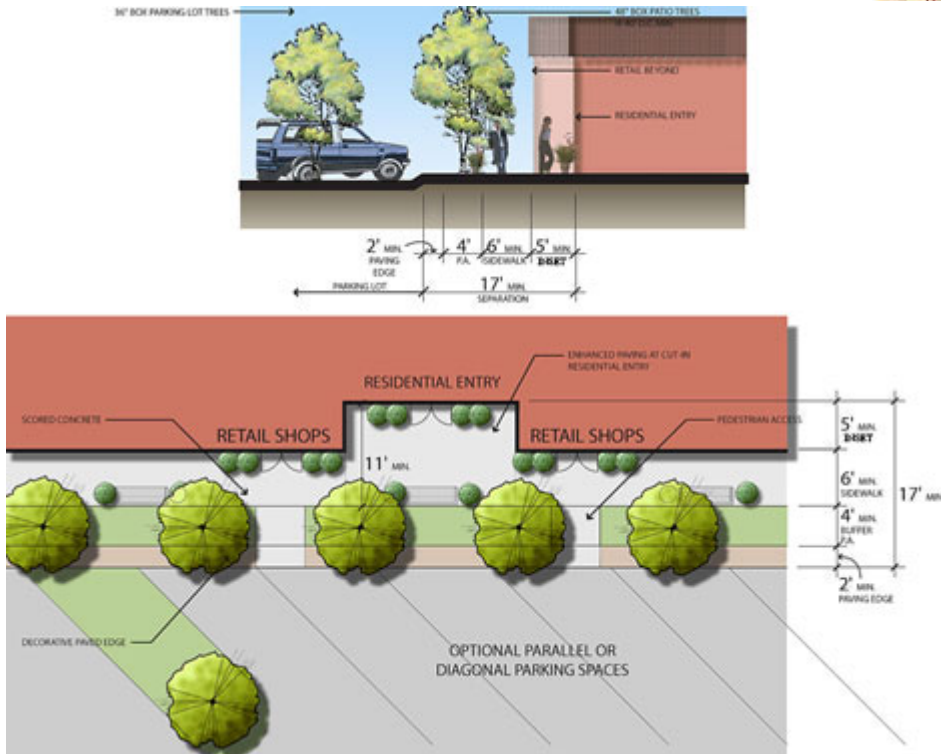 36" BOX PARKING LOT TREES
48" BOX PATIO TREES
RETAIL BEYOND
RESIDENTIAL ENTRY
2' MIN.
PAVING
EDGE
4'
P.A.
6' MIN.
SIDEWALK
5' MIN.
INSET
PARKING LOT
17' MIN.
SEPARATION
ENHANCED PAVING AT CUT-IN
RESIDENTIAL ENTRY
RESIDENTIAL ENTRY
SCORED CONCRETE
PEDESTRIAN ACCESS
RETAIL SHOPS
RETAIL SHOPS
11' MIN.
5' MIN.
INSET
6' MIN.
SIDEWALK
17' MIN
4' MIN.
BUFFER
P.A.
2' MIN.
PAVING EDGE
DECORATIVE PAVED EDGE
OPTIONAL PARALLEL OR
DIAGONAL PARKING SPACES